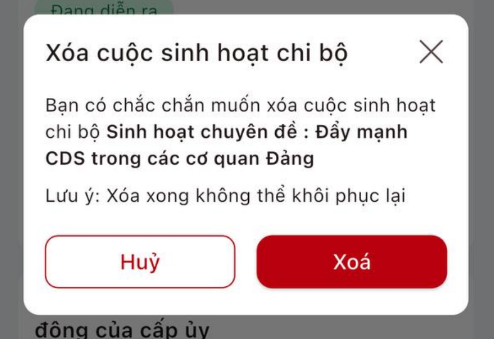 Đang diễn ra
Xóa cuộc sinh hoạt chi bộ
Bạn có chắc chắn muốn xóa cuộc sinh hoạt
chi bộ Sinh hoạt chuyên đề : Đẩy mạnh
CDS trong các cơ quan Đảng
Lưu ý: Xóa xong không thể khôi phục lại
Huỷ
Xoá
đông của cấp ủy